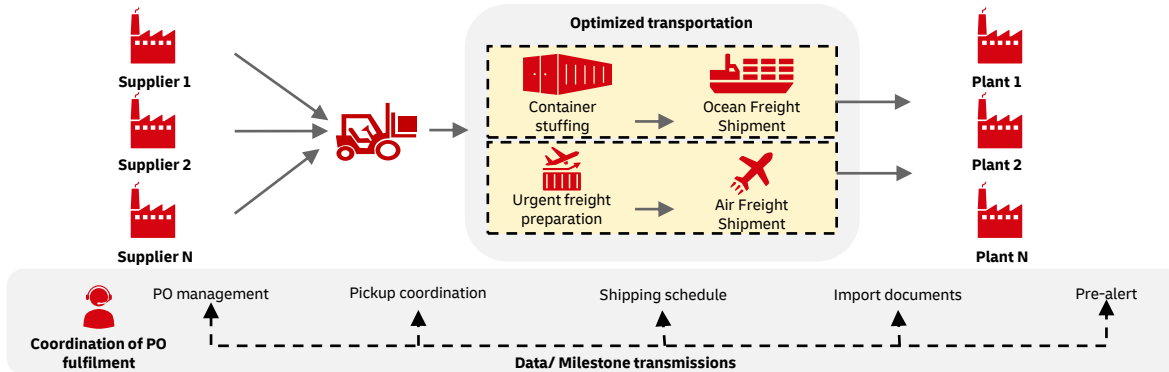 Optimized transportation
Supplier 1
Supplier 2
Supplier N
Container
stuffing
Ocean Freight
Shipment
Urgent freight
preparation
Air Freight
Shipment
Plant 1
Plant 2
Plant N
Coordination of PO
fulfilment
PO management
Pickup coordination
Shipping schedule
Import documents
Pre-alert
Data/ Milestone transmissions